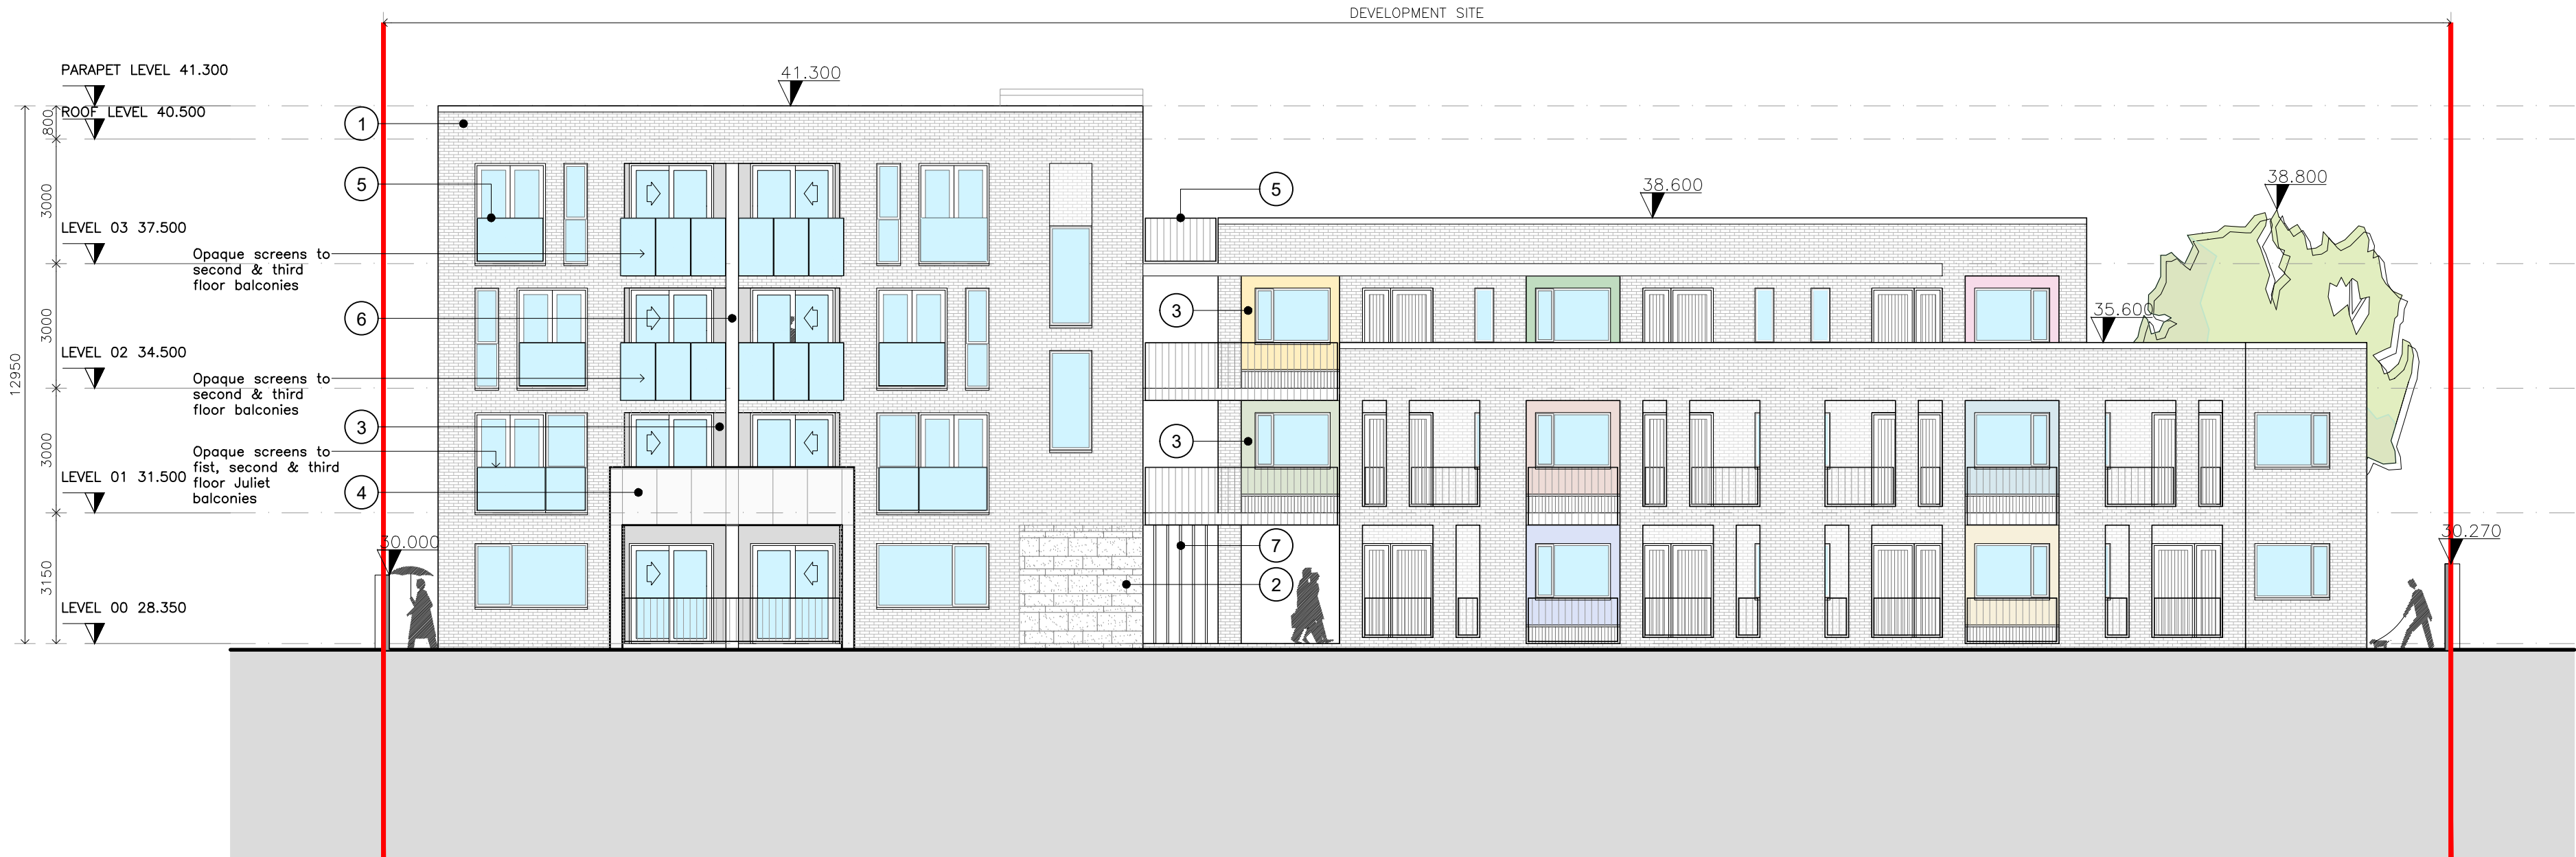 DEVELOPMENT SITE
PARAPET LEVEL 41.300
41.300
ROOF LEVEL 40.500
800
1
5
5
3000
38.800
38.600
LEVEL 03 37.500
Opaque screens to
second & third
floor balconies
6
3
3000
35.600
LEVEL 02 34.500
12950
Opaque screens to
second & third
floor balconies
3
3
3000
Opaque screens to
fist, second & third
floor Juliet
balconies
LEVEL 01 31.500
4
30.000
30.270
7
2
3150
LEVEL 00 28.350